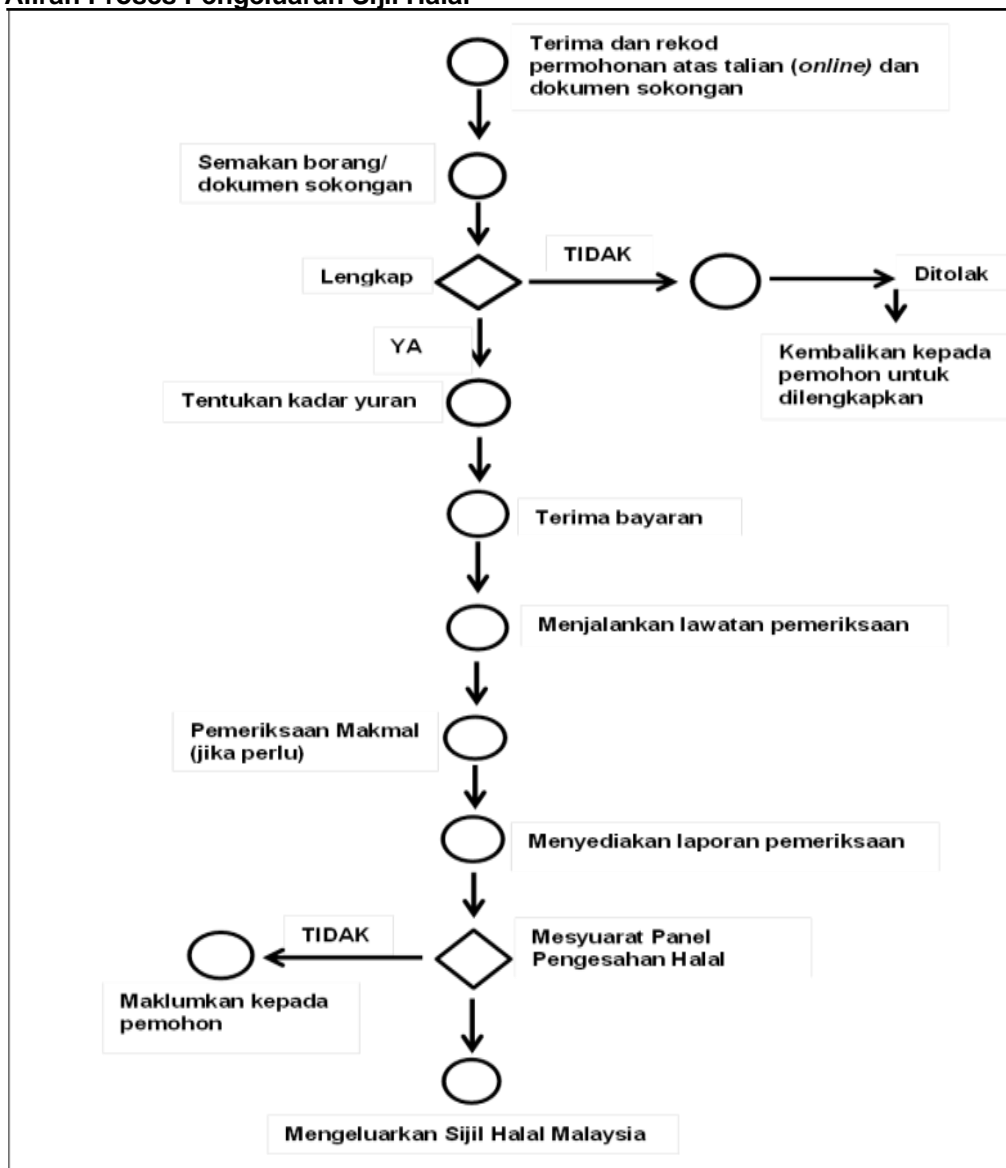 Aliran Proses Pengeluaran Sijil Halal
Terima dan rekod
permohonan atas talian (online) dan
dokumen sokongan
Semakan borang/
dokumen sokongan
Lengkap
TIDAK
Ditolak
YA
Kembalikan kepada
pemohon untuk
dilengkapkan
Tentukan kadar yuran
Terima bayaran
Menjalankan lawatan pemeriksaan
Pemeriksaan Makmal
(jika perlu)
Menyediakan laporan pemeriksaan
TIDAK
Mesyuarat Panel
Pengesahan Halal
Maklumkan kepada
pemohon
Mengeluarkan Sijil Halal Malaysia